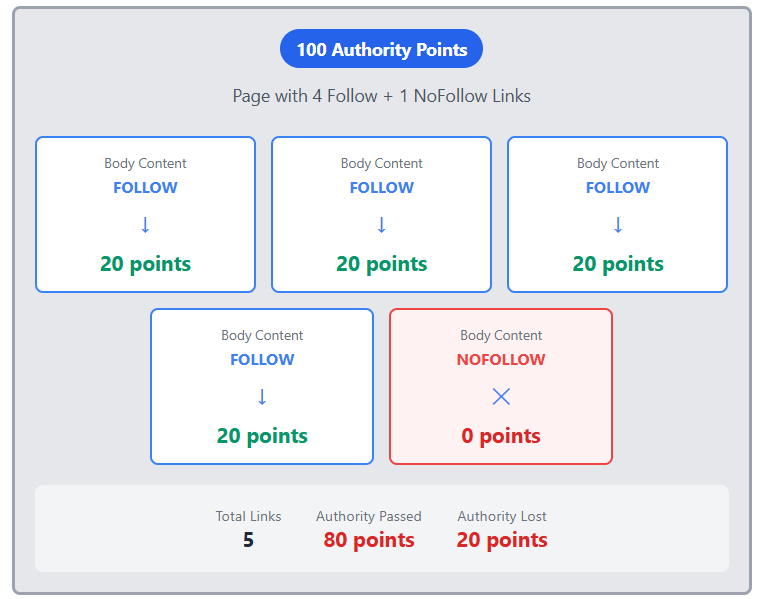 100 Authority Points
Page with 4 Follow + 1 NoFollow Links
Body Content
FOLLOW
↓
20 points
Body Content
FOLLOW
↓
20 points
Body Content
FOLLOW
↓
20 points
Body Content
FOLLOW
↓
20 points
Body Content
NOFOLLOW
×
0 points
Total Links
5
Authority Passed
80 points
Authority Lost
20 points